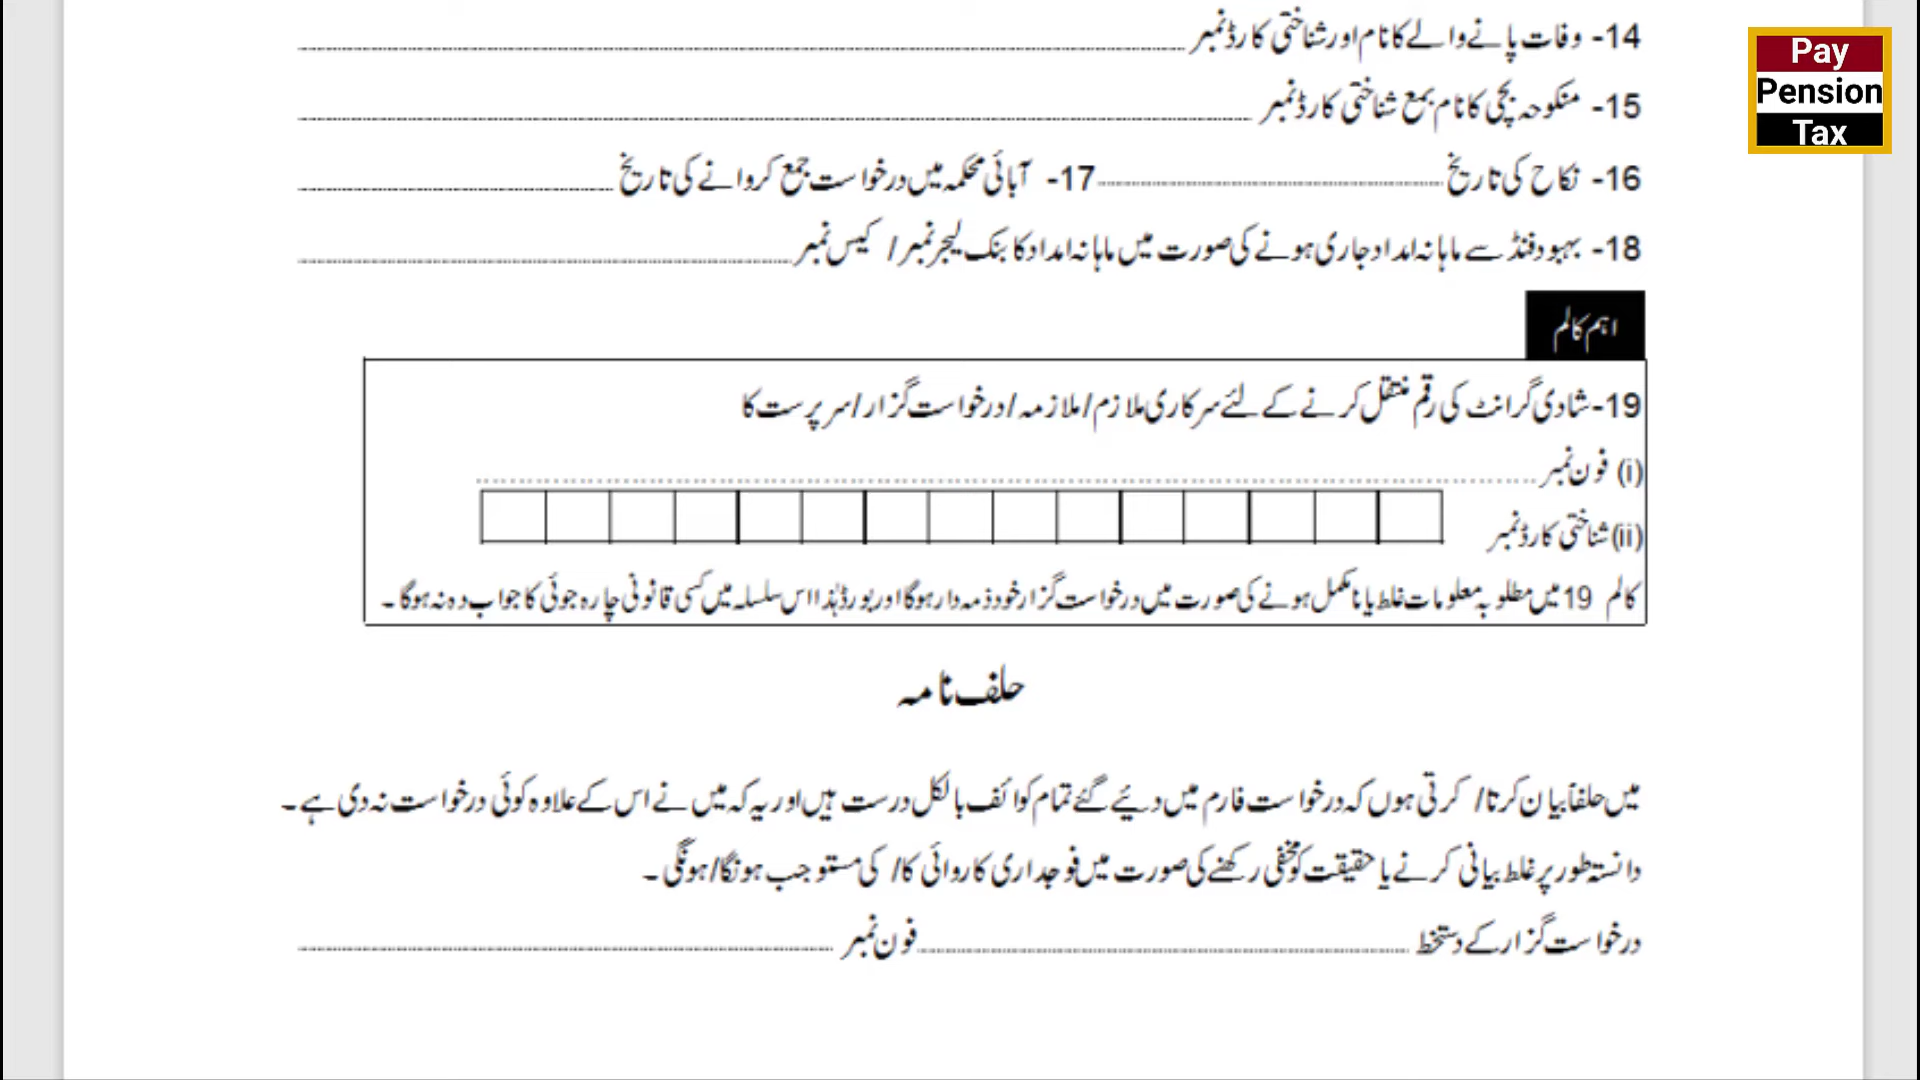 14- وفات پانے والے کا نام اور شناختی کارڈ نمبر
15- منکوحہ بچی کا نام بمع شناختی کارڈ نمبر
16- نکاح کی تاریخ 17- آبائی محکمہ میں درخواست جمع کروانے کی تاریخ
18- بہبود فنڈ سے ماہانہ امداد جاری ہونے کی صورت میں ماہانہ امداد کا بنک لیجر نمبر / کیس نمبر
اہم کالم
19- شادی گرانٹ کی رقم منتقل کرنے کے لئے سرکاری ملازم/ملازمہ/درخواست گزار/سرپرست کا
(i) فون نمبر
(ii) شناختی کارڈ نمبر
کالم 19 میں مطلوبہ معلومات غلط یا نامکمل ہونے کی صورت میں درخواست گزار خود ذمہ دار ہوگا اور بورڈ ہٰذا اس سلسلہ میں کسی قانونی چارہ جوئی کا جواب دہ نہ ہوگا۔
حلف نامہ
میں حلفاً بیان کرتا/ کرتی ہوں کہ درخواست فارم میں دیئے گئے تمام کوائف بالکل درست ہیں اور یہ کہ میں نے اس کے علاوہ کوئی درخواست نہ دی ہے۔
دانستہ طور پر غلط بیانی کرنے یا حقیقت کو مخفی رکھنے کی صورت میں فوجداری کاروائی کا/ کی مستوجب ہونگا/ہونگی۔
درخواست گزار کے دستخط فون نمبر
Pay
Pension
Tax